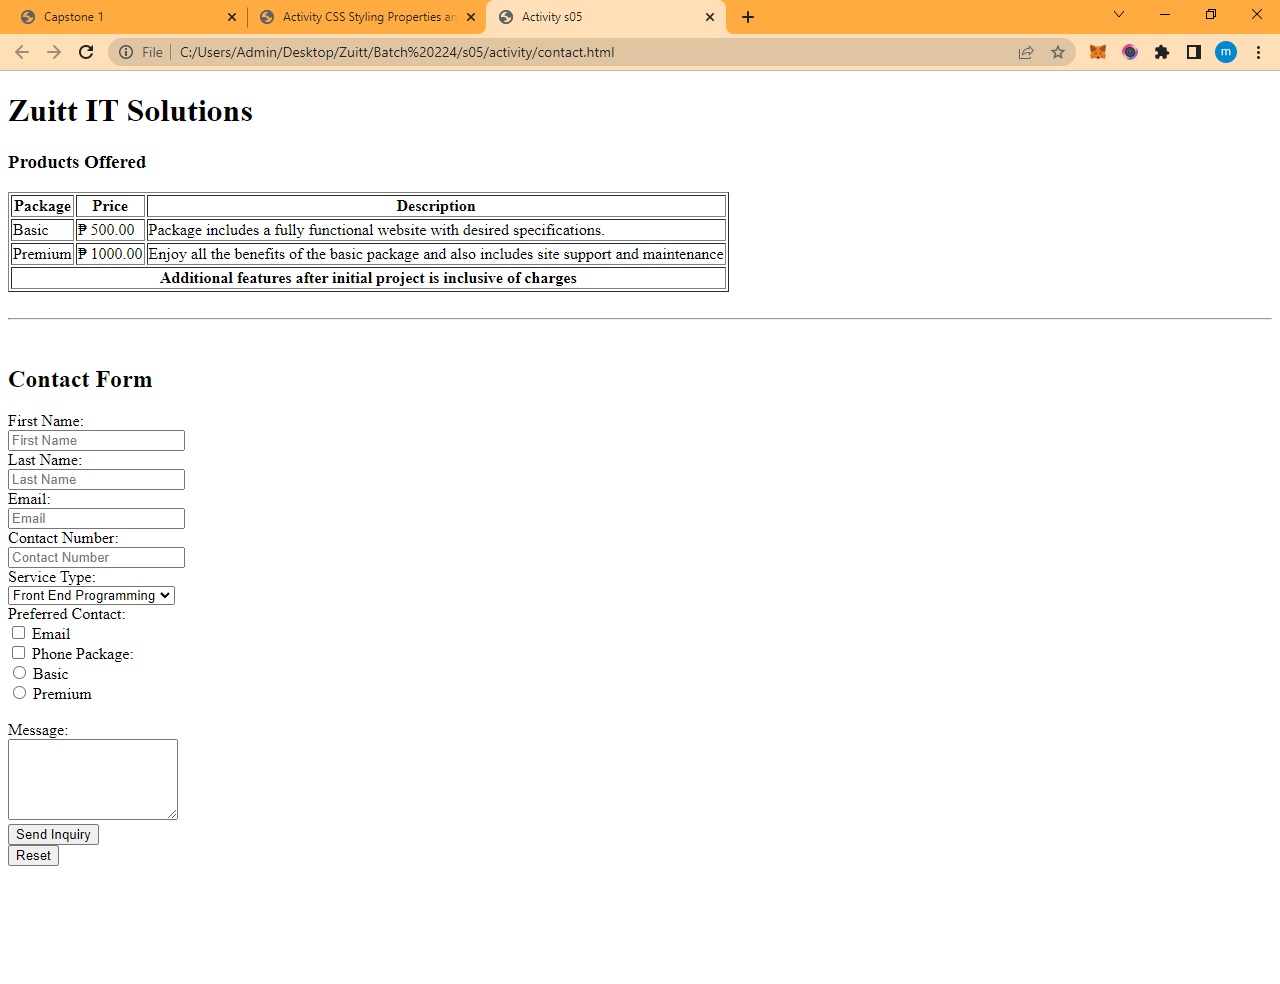 Capstone 1
Activity CSS Styling Properties an
Activity s05
File
C:/Users/Admin/Desktop/Zuitt/Batch%20224/s05/activity/contact.html
m
Zuitt IT Solutions
Products Offered
Package Price Description
Basic ₱ 500.00 Package includes a fully functional website with desired specifications.
Premium ₱ 1000.00 Enjoy all the benefits of the basic package and also includes site support and maintenance
Additional features after initial project is inclusive of charges
Contact Form
First Name:
First Name
Last Name:
Last Name
Email:
Email
Contact Number:
Contact Number
Service Type:
Front End Programming
Preferred Contact:
Email
Phone Package:
Basic
Premium
Message:
Send Inquiry
Reset